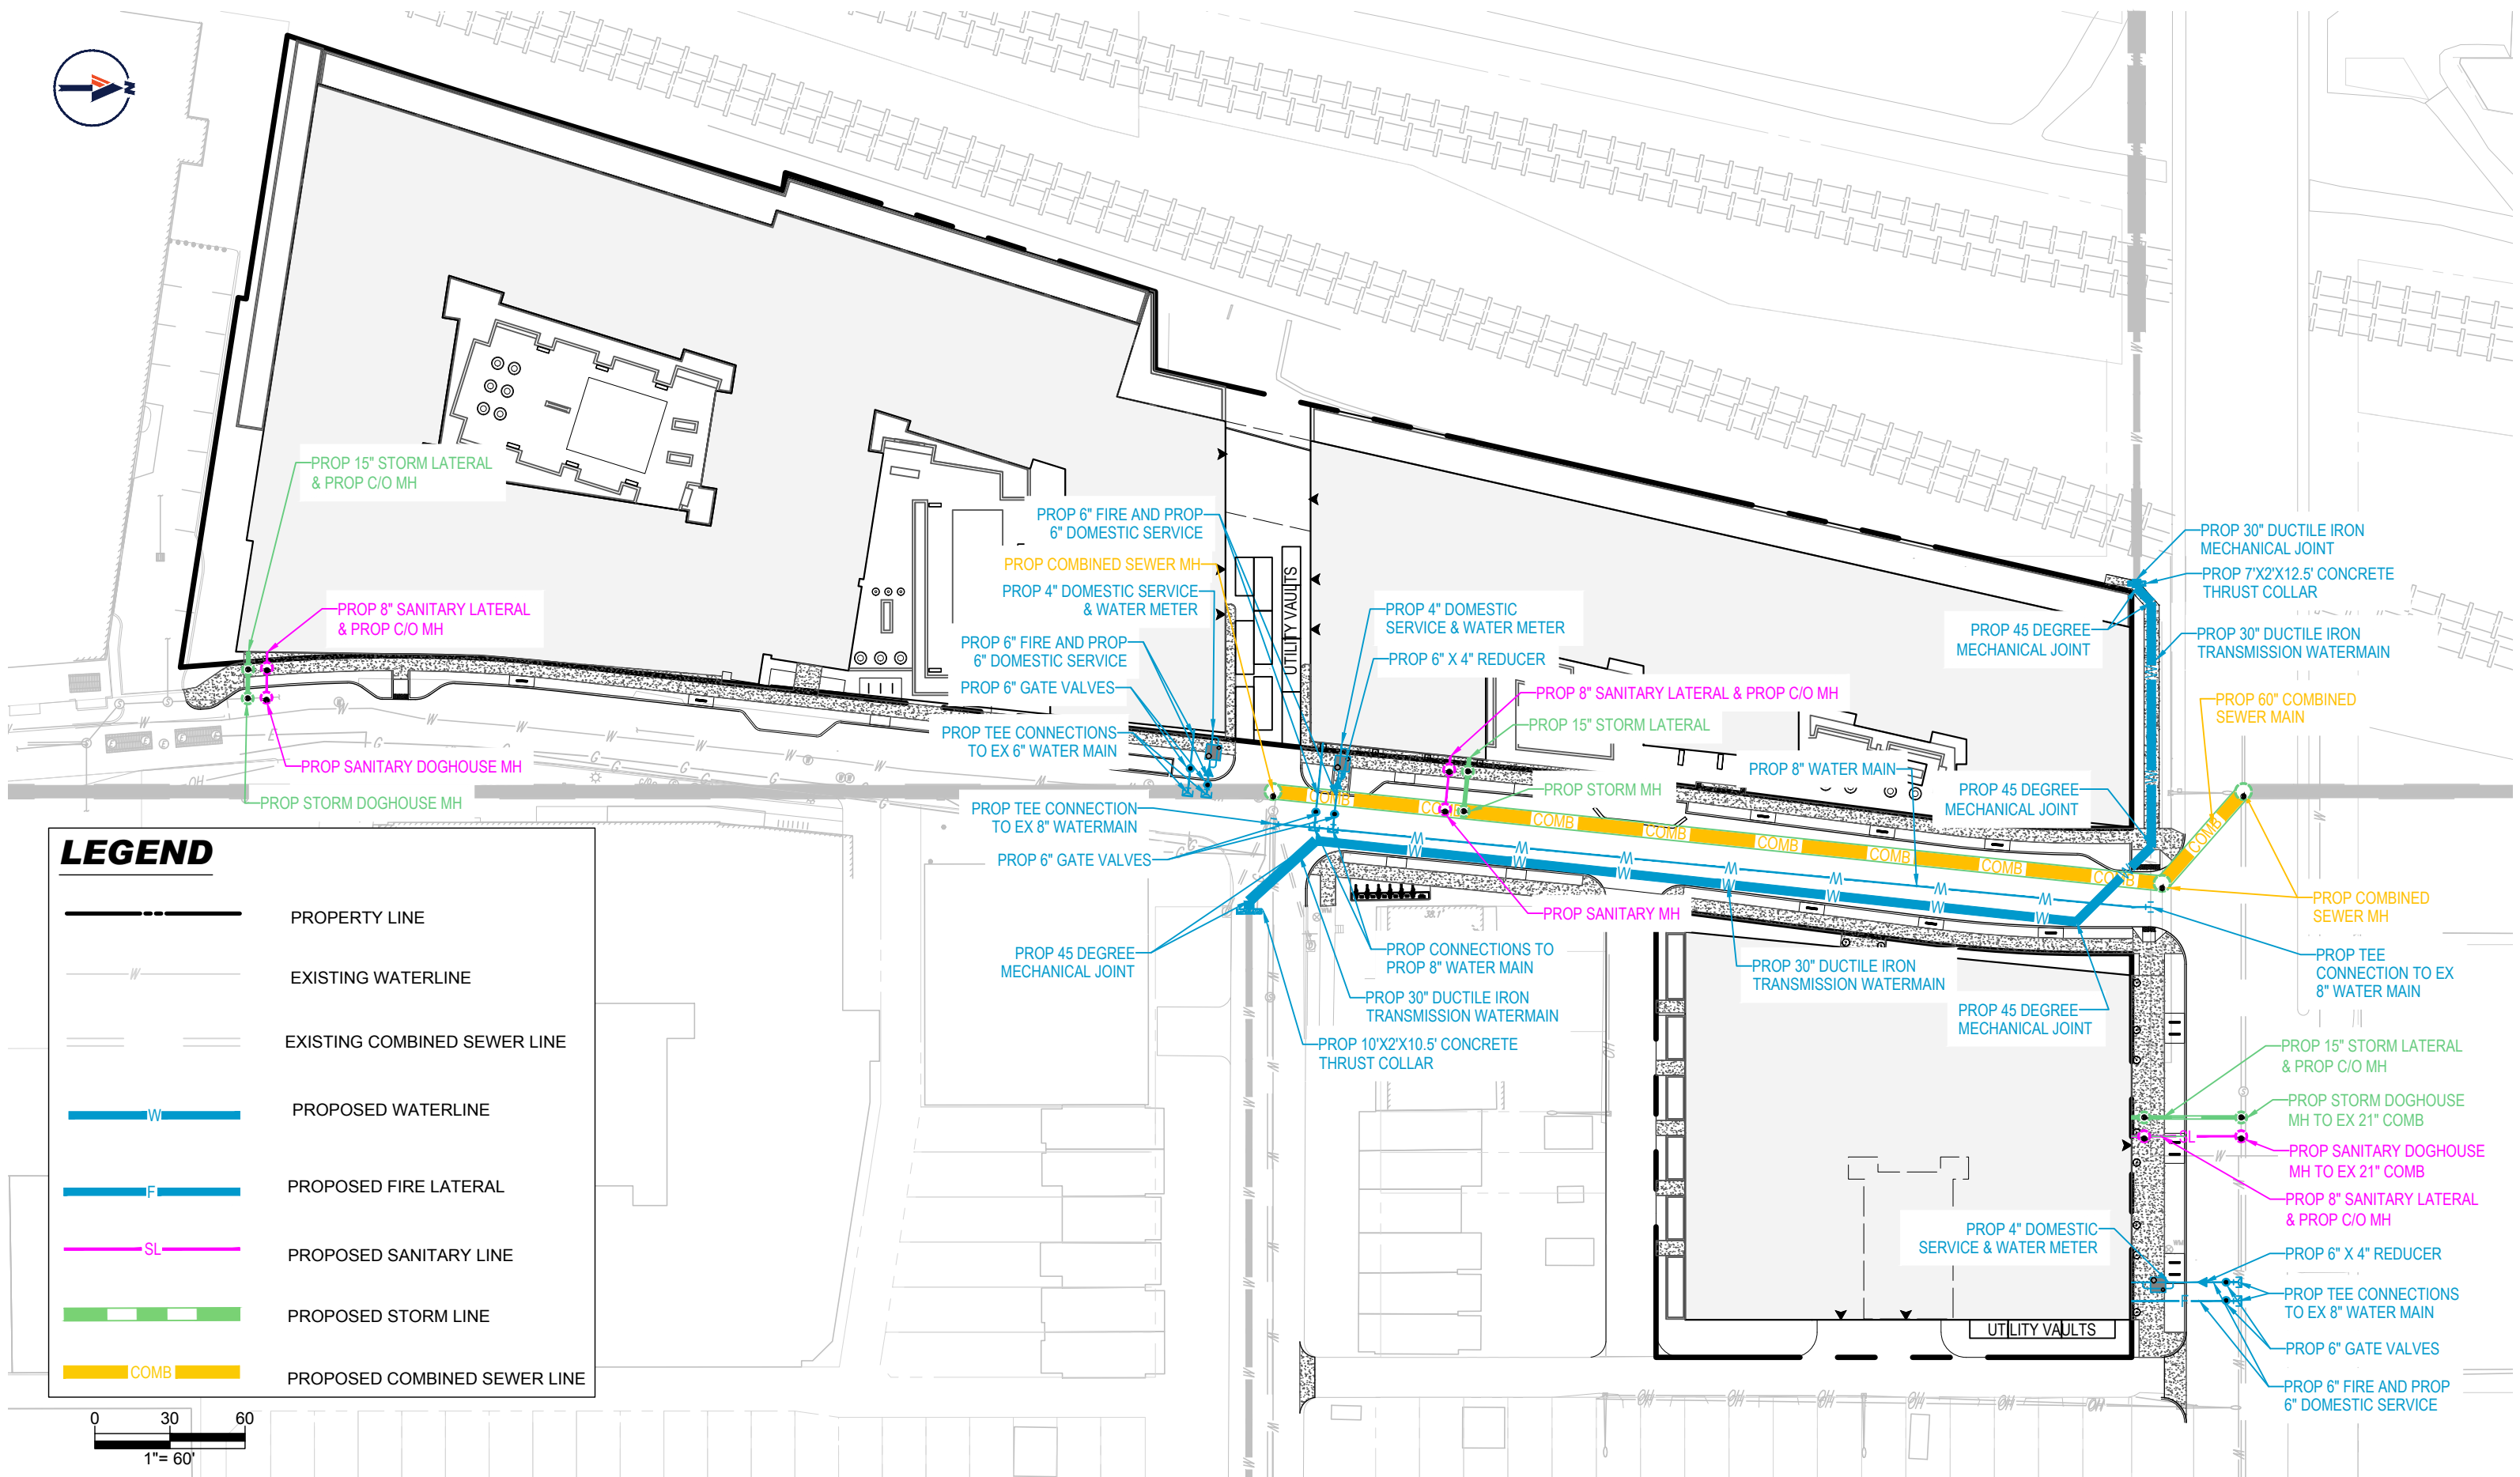 N
PROP 15" STORM LATERAL
& PROP C/O MH
PROP 8" SANITARY LATERAL
& PROP C/O MH
PROP SANITARY DOGHOUSE MH
PROP STORM DOGHOUSE MH
PROP 6" FIRE AND PROP
6" DOMESTIC SERVICE
PROP COMBINED SEWER MH
PROP 4" DOMESTIC SERVICE
& WATER METER
PROP 6" FIRE AND PROP
6" DOMESTIC SERVICE
PROP 6" GATE VALVES
PROP TEE CONNECTIONS
TO EX 6" WATER MAIN
PROP TEE CONNECTION
TO EX 8" WATERMAIN
PROP 6" GATE VALVES
PROP 45 DEGREE
MECHANICAL JOINT
UTILITY VAULTS
PROP 4" DOMESTIC
SERVICE & WATER METER
PROP 6" X 4" REDUCER
PROP 8" SANITARY LATERAL & PROP C/O MH
PROP 15" STORM LATERAL
PROP 8" WATER MAIN
PROP STORM MH
PROP SANITARY MH
PROP CONNECTIONS TO
PROP 8" WATER MAIN
PROP 30" DUCTILE IRON
TRANSMISSION WATERMAIN
PROP 10'X2'X10.5' CONCRETE
THRUST COLLAR
PROP 30" DUCTILE IRON
TRANSMISSION WATERMAIN
PROP 45 DEGREE
MECHANICAL JOINT
PROP 45 DEGREE
MECHANICAL JOINT
PROP 45 DEGREE
MECHANICAL JOINT
PROP 30" DUCTILE IRON
MECHANICAL JOINT
PROP 7'X2'X12.5' CONCRETE
THRUST COLLAR
PROP 30" DUCTILE IRON
TRANSMISSION WATERMAIN
PROP 60" COMBINED
SEWER MAIN
PROP COMBINED
SEWER MH
PROP TEE
CONNECTION TO EX
8" WATER MAIN
PROP 15" STORM LATERAL
& PROP C/O MH
PROP STORM DOGHOUSE
MH TO EX 21" COMB
PROP SANITARY DOGHOUSE
MH TO EX 21" COMB
PROP 8" SANITARY LATERAL
& PROP C/O MH
PROP 4" DOMESTIC
SERVICE & WATER METER
PROP 6" X 4" REDUCER
PROP TEE CONNECTIONS
TO EX 8" WATER MAIN
PROP 6" GATE VALVES
PROP 6" FIRE AND PROP
6" DOMESTIC SERVICE
UTILITY VAULTS
COMB
COMB
COMB
COMB
COMB
COMB
COMB
COMB
SL
F
LEGEND
PROPERTY LINE
W EXISTING WATERLINE
EXISTING COMBINED SEWER LINE
W PROPOSED WATERLINE
F PROPOSED FIRE LATERAL
SL PROPOSED SANITARY LINE
PROPOSED STORM LINE
COMB PROPOSED COMBINED SEWER LINE
0 30 60
1"= 60'